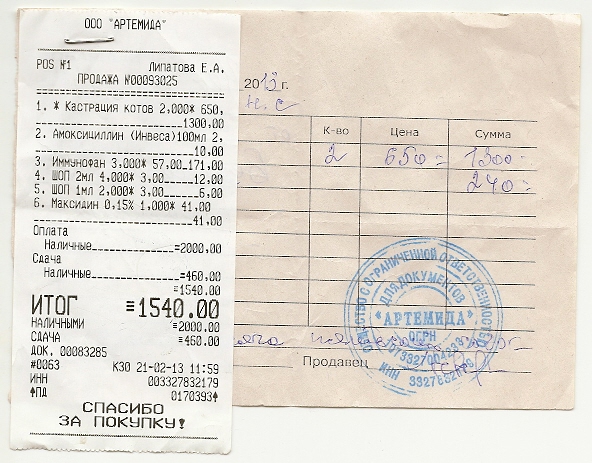 ООО "АРТЕМИДА"
POS №1 Липатова Е.А.
ПРОДАЖА №00093025
1. * Кастрация котов 2,000* 650,
1300.00
2. Амоксициллин (Инвеса)100мл 2,
10.00
3. Иммунофан 3.000* 57.00 171.00
4. ШОП 2мл 4,000* 3.00 12.00
5. ШОП 1мл 2,000* 3.00 6.00
6. Максидин 0,15% 1,000* 41.00
41.00
Оплата
Наличные =2000.00
Сдача
Наличные =460.00
≡1540.00
ИТОГ ≡1540.00
НАЛИЧНЫМИ ≡2000.00
СДАЧА ≡460.00
ДОК. 00083285
#0063 К30 21-02-13 11:59
ИНН 003327832179
ПД 0170393
СПАСИБО
ЗА ПОКУПКУ!
2013 г.
К-во Цена Сумма
2 650= 1300=
240=
Продавец
ОБЩЕСТВО С ОГРАНИЧЕННОЙ ОТВЕТСТВЕННОСТЬЮ
ДЛЯ ДОКУМЕНТОВ
"АРТЕМИДА"
ОГРН
ИНН